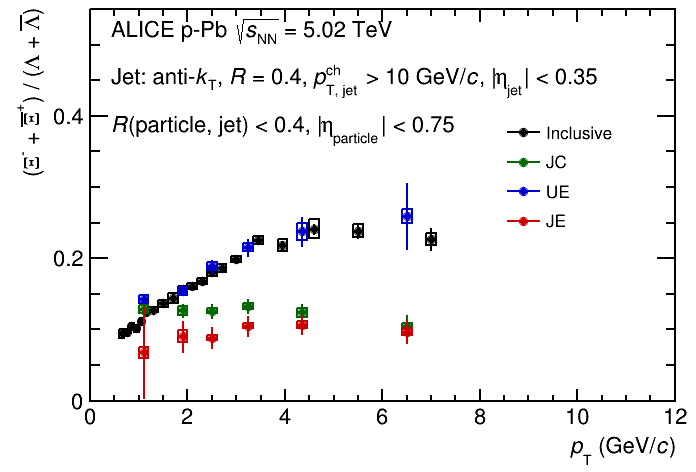 ALICE p-Pb √s_NN = 5.02 TeV
Jet: anti-k_T, R = 0.4, p_T, jet^ch > 10 GeV/c, |η_jet| < 0.35
R(particle, jet) < 0.4, |η_particle| < 0.75
Inclusive
JC
UE
JE
(Ξ⁻ + Ξ̅⁺) / (Λ + Λ̅)
0.4
0.2
0
0 2 4 6 8 10 12
p_T (GeV/c)